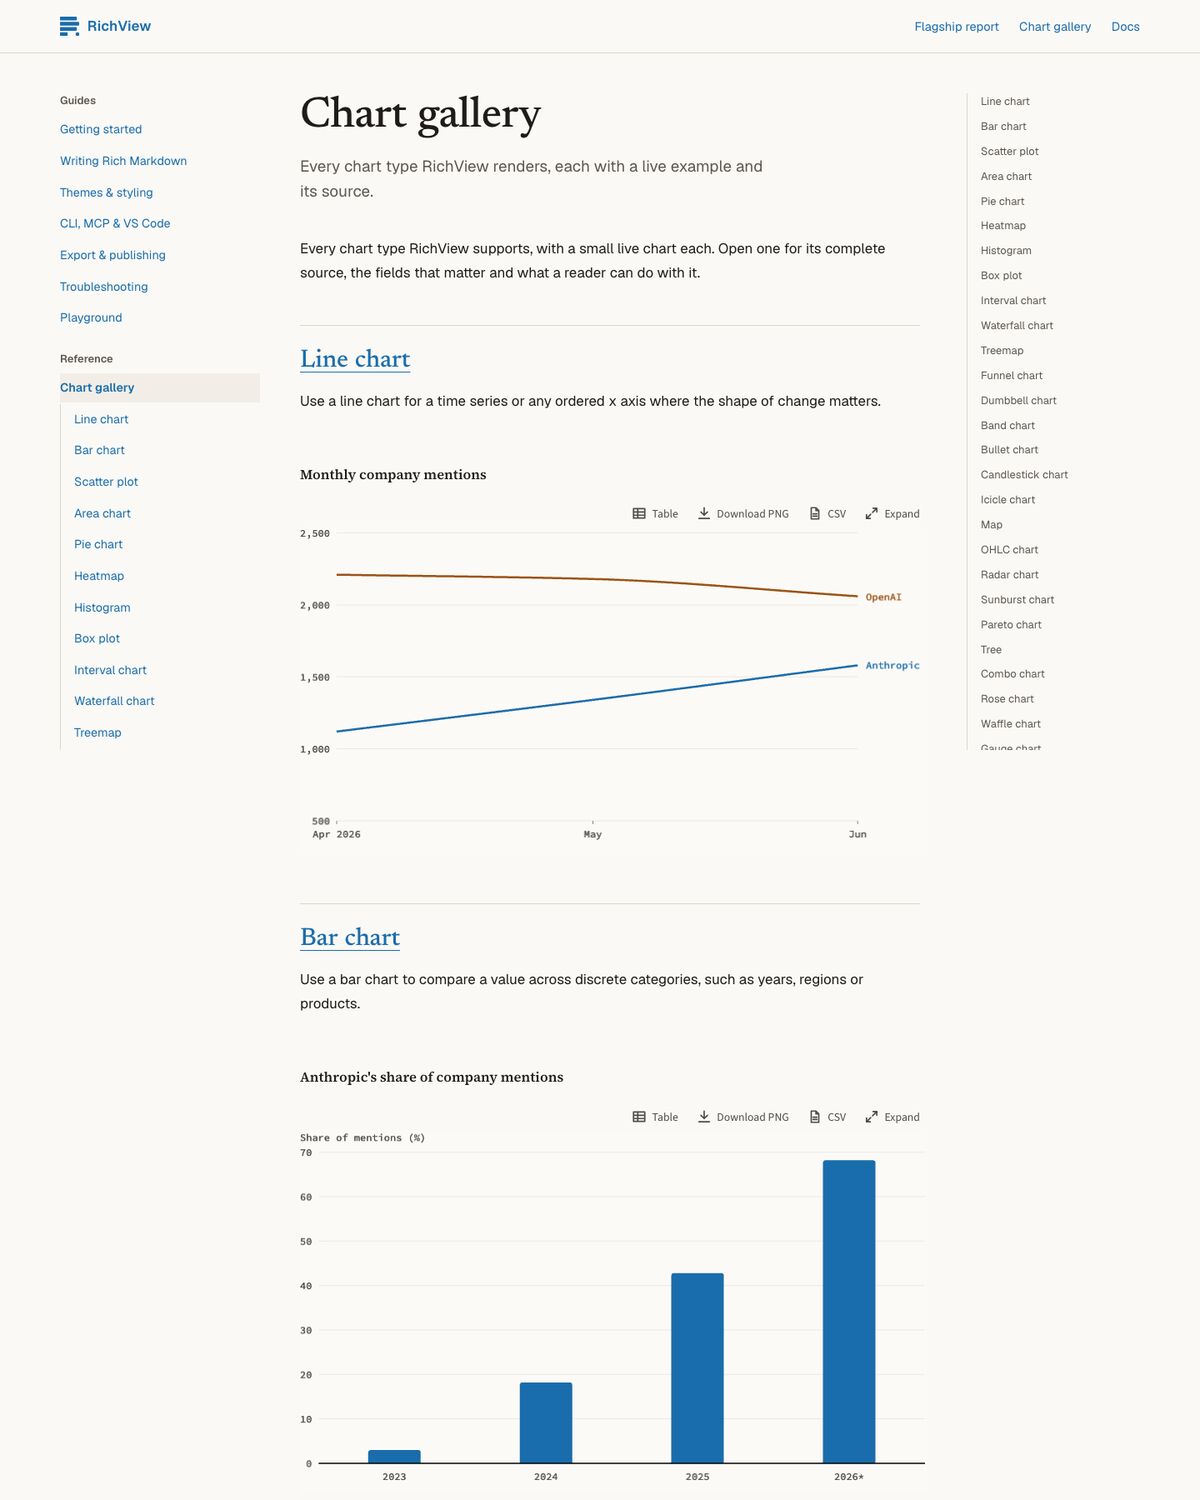 RichView
Flagship report
Chart gallery
Docs
Guides
Getting started
Writing Rich Markdown
Themes & styling
CLI, MCP & VS Code
Export & publishing
Troubleshooting
Playground
Reference
Chart gallery
Line chart
Bar chart
Scatter plot
Area chart
Pie chart
Heatmap
Histogram
Box plot
Interval chart
Waterfall chart
Treemap
Chart gallery
Every chart type RichView renders, each with a live example and
its source.
Every chart type RichView supports, with a small live chart each. Open one for its complete
source, the fields that matter and what a reader can do with it.
Line chart
Use a line chart for a time series or any ordered x axis where the shape of change matters.
Monthly company mentions
Table
Download PNG
CSV
Expand
2,500
2,000
1,500
1,000
500
OpenAI
Anthropic
Apr 2026
May
Jun
Bar chart
Use a bar chart to compare a value across discrete categories, such as years, regions or
products.
Anthropic's share of company mentions
Table
Download PNG
CSV
Expand
Share of mentions (%)
70
60
50
40
30
20
10
0
2023
2024
2025
2026*
Line chart
Bar chart
Scatter plot
Area chart
Pie chart
Heatmap
Histogram
Box plot
Interval chart
Waterfall chart
Treemap
Funnel chart
Dumbbell chart
Band chart
Bullet chart
Candlestick chart
Icicle chart
Map
OHLC chart
Radar chart
Sunburst chart
Pareto chart
Tree
Combo chart
Rose chart
Waffle chart
Gauge chart